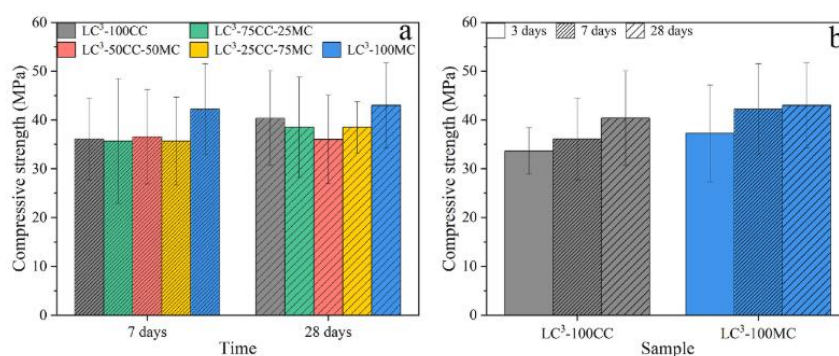 a
LC³-100CC LC³-75CC-25MC
LC³-50CC-50MC LC³-25CC-75MC LC³-100MC
60
50
40
30
20
10
0
Compressive strength (MPa)
7 days 28 days
Time
b
3 days 7 days 28 days
60
50
40
30
20
10
0
Compressive strength (MPa)
LC³-100CC LC³-100MC
Sample